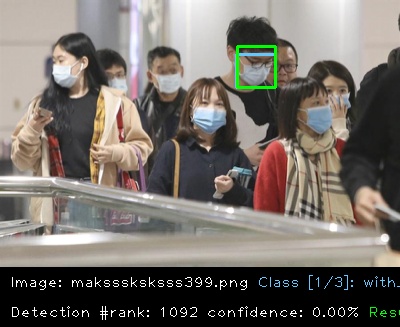 Image: maksssksksss399.png Class [1/3]: with_
Detection #rank: 1092 confidence: 0.00% Res